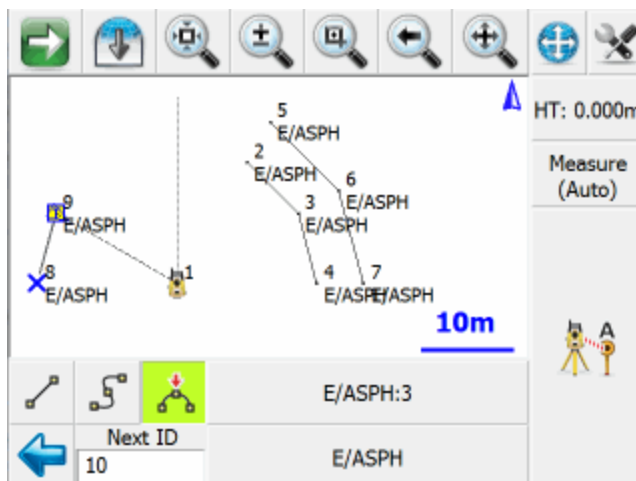 HT: 0.000m
Measure
(Auto)
5
E/ASPH
2
E/ASPH
6
E/ASPH
9
E/ASPH
3
E/ASPH
8
E/ASPH
1
4
E/ASPH
7
E/ASPH
10m
A
E/ASPH:3
Next ID
10
E/ASPH